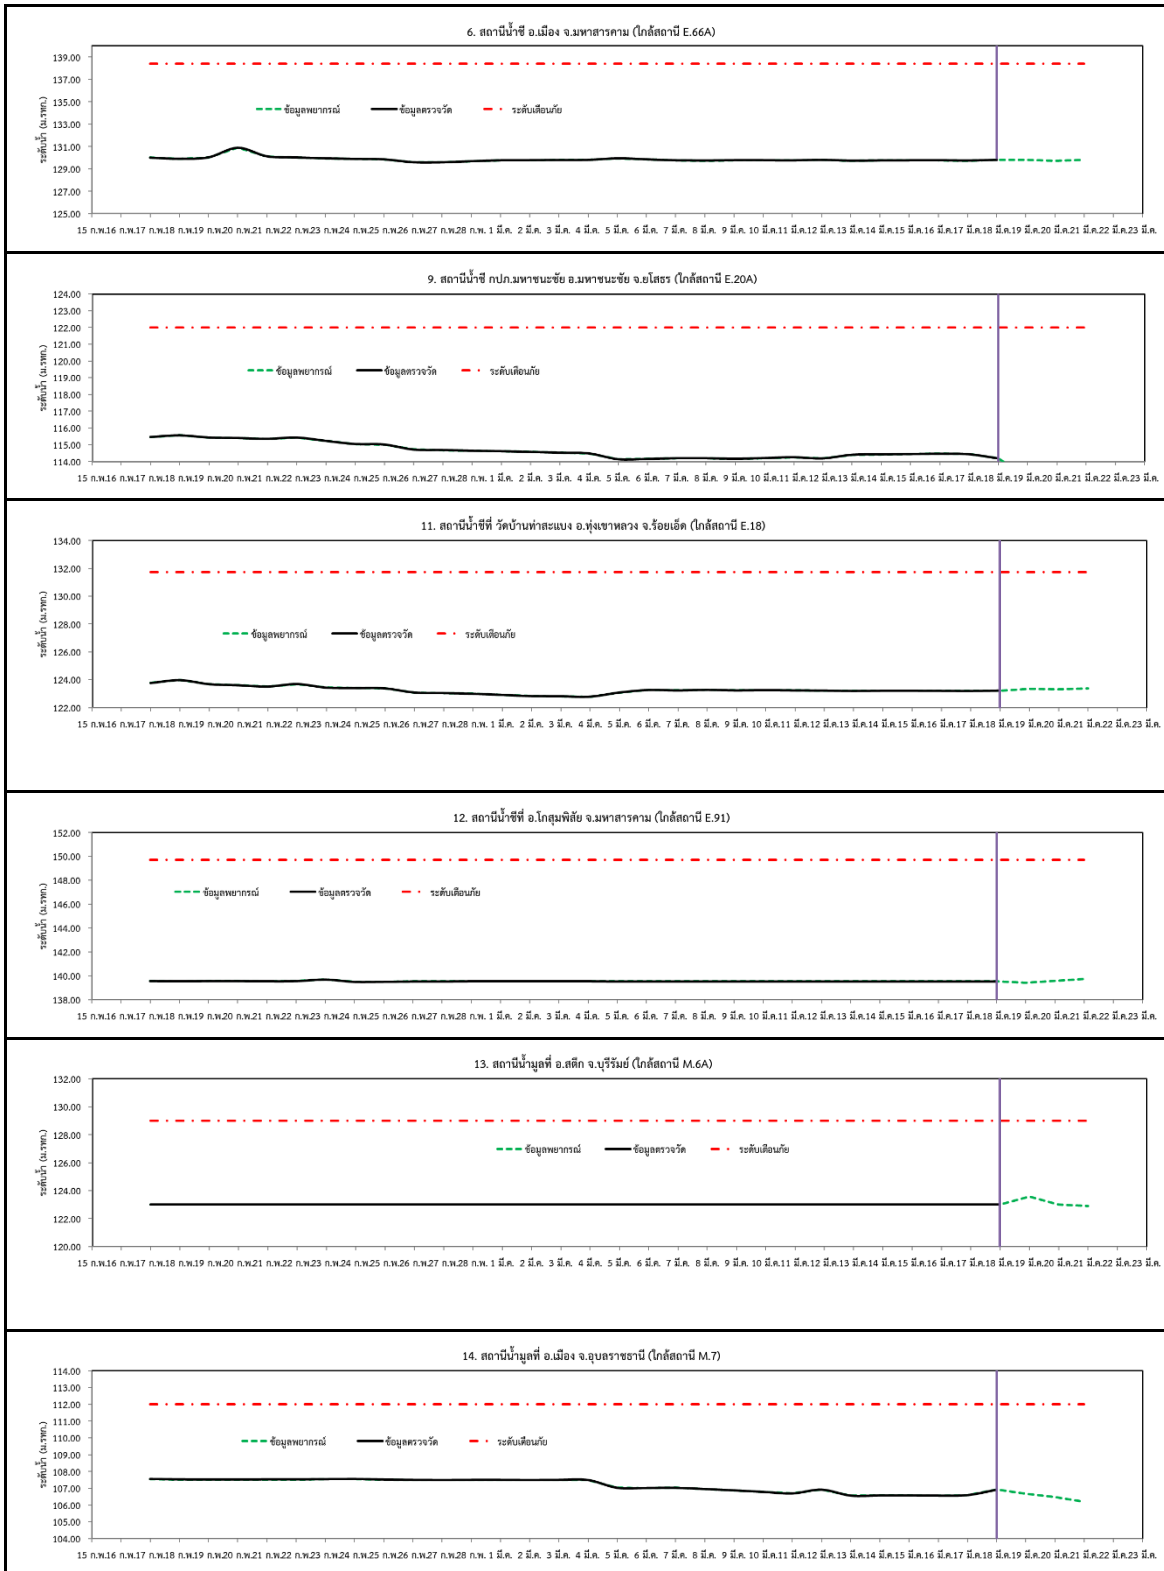 6. สถานีน้ำชี อ.เมือง จ.มหาสารคาม (ใกล้สถานี E.66A)
ระดับน้ำ (ม.รทก.)
139.00
137.00
135.00
133.00
131.00
129.00
127.00
125.00
ข้อมูลพยากรณ์ ข้อมูลตรวจวัด ระดับเตือนภัย
15 ก.พ.16 ก.พ.17 ก.พ.18 ก.พ.19 ก.พ.20 ก.พ.21 ก.พ.22 ก.พ.23 ก.พ.24 ก.พ.25 ก.พ.26 ก.พ.27 ก.พ.28 ก.พ. 1 มี.ค. 2 มี.ค. 3 มี.ค. 4 มี.ค. 5 มี.ค. 6 มี.ค. 7 มี.ค. 8 มี.ค. 9 มี.ค.10 มี.ค.11 มี.ค.12 มี.ค.13 มี.ค.14 มี.ค.15 มี.ค.16 มี.ค.17 มี.ค.18 มี.ค.19 มี.ค.20 มี.ค.21 มี.ค.22 มี.ค.23 มี.ค.
9. สถานีน้ำชี กปภ.มหาชนะชัย อ.มหาชนะชัย จ.ยโสธร (ใกล้สถานี E.20A)
ระดับน้ำ (ม.รทก.)
124.00
123.00
122.00
121.00
120.00
119.00
118.00
117.00
116.00
115.00
114.00
ข้อมูลพยากรณ์ ข้อมูลตรวจวัด ระดับเตือนภัย
15 ก.พ.16 ก.พ.17 ก.พ.18 ก.พ.19 ก.พ.20 ก.พ.21 ก.พ.22 ก.พ.23 ก.พ.24 ก.พ.25 ก.พ.26 ก.พ.27 ก.พ.28 ก.พ. 1 มี.ค. 2 มี.ค. 3 มี.ค. 4 มี.ค. 5 มี.ค. 6 มี.ค. 7 มี.ค. 8 มี.ค. 9 มี.ค.10 มี.ค.11 มี.ค.12 มี.ค.13 มี.ค.14 มี.ค.15 มี.ค.16 มี.ค.17 มี.ค.18 มี.ค.19 มี.ค.20 มี.ค.21 มี.ค.22 มี.ค.23 มี.ค.
11. สถานีน้ำชีที่ วัดบ้านท่าสะแบง อ.ทุ่งเขาหลวง จ.ร้อยเอ็ด (ใกล้สถานี E.18)
ระดับน้ำ (ม.รทก.)
134.00
132.00
130.00
128.00
126.00
124.00
122.00
ข้อมูลพยากรณ์ ข้อมูลตรวจวัด ระดับเตือนภัย
15 ก.พ.16 ก.พ.17 ก.พ.18 ก.พ.19 ก.พ.20 ก.พ.21 ก.พ.22 ก.พ.23 ก.พ.24 ก.พ.25 ก.พ.26 ก.พ.27 ก.พ.28 ก.พ. 1 มี.ค. 2 มี.ค. 3 มี.ค. 4 มี.ค. 5 มี.ค. 6 มี.ค. 7 มี.ค. 8 มี.ค. 9 มี.ค.10 มี.ค.11 มี.ค.12 มี.ค.13 มี.ค.14 มี.ค.15 มี.ค.16 มี.ค.17 มี.ค.18 มี.ค.19 มี.ค.20 มี.ค.21 มี.ค.22 มี.ค.23 มี.ค.
12. สถานีน้ำชีที่ อ.โกสุมพิสัย จ.มหาสารคาม (ใกล้สถานี E.91)
ระดับน้ำ (ม.รทก.)
152.00
150.00
148.00
146.00
144.00
142.00
140.00
138.00
ข้อมูลพยากรณ์ ข้อมูลตรวจวัด ระดับเตือนภัย
15 ก.พ.16 ก.พ.17 ก.พ.18 ก.พ.19 ก.พ.20 ก.พ.21 ก.พ.22 ก.พ.23 ก.พ.24 ก.พ.25 ก.พ.26 ก.พ.27 ก.พ.28 ก.พ. 1 มี.ค. 2 มี.ค. 3 มี.ค. 4 มี.ค. 5 มี.ค. 6 มี.ค. 7 มี.ค. 8 มี.ค. 9 มี.ค.10 มี.ค.11 มี.ค.12 มี.ค.13 มี.ค.14 มี.ค.15 มี.ค.16 มี.ค.17 มี.ค.18 มี.ค.19 มี.ค.20 มี.ค.21 มี.ค.22 มี.ค.23 มี.ค.
13. สถานีน้ำมูลที่ อ.สตึก จ.บุรีรัมย์ (ใกล้สถานี M.6A)
ระดับน้ำ (ม.รทก.)
132.00
130.00
128.00
126.00
124.00
122.00
120.00
ข้อมูลพยากรณ์ ข้อมูลตรวจวัด ระดับเตือนภัย
15 ก.พ.16 ก.พ.17 ก.พ.18 ก.พ.19 ก.พ.20 ก.พ.21 ก.พ.22 ก.พ.23 ก.พ.24 ก.พ.25 ก.พ.26 ก.พ.27 ก.พ.28 ก.พ. 1 มี.ค. 2 มี.ค. 3 มี.ค. 4 มี.ค. 5 มี.ค. 6 มี.ค. 7 มี.ค. 8 มี.ค. 9 มี.ค.10 มี.ค.11 มี.ค.12 มี.ค.13 มี.ค.14 มี.ค.15 มี.ค.16 มี.ค.17 มี.ค.18 มี.ค.19 มี.ค.20 มี.ค.21 มี.ค.22 มี.ค.23 มี.ค.
14. สถานีน้ำมูลที่ อ.เมือง จ.อุบลราชธานี (ใกล้สถานี M.7)
ระดับน้ำ (ม.รทก.)
114.00
113.00
112.00
111.00
110.00
109.00
108.00
107.00
106.00
105.00
104.00
ข้อมูลพยากรณ์ ข้อมูลตรวจวัด ระดับเตือนภัย
15 ก.พ.16 ก.พ.17 ก.พ.18 ก.พ.19 ก.พ.20 ก.พ.21 ก.พ.22 ก.พ.23 ก.พ.24 ก.พ.25 ก.พ.26 ก.พ.27 ก.พ.28 ก.พ. 1 มี.ค. 2 มี.ค. 3 มี.ค. 4 มี.ค. 5 มี.ค. 6 มี.ค. 7 มี.ค. 8 มี.ค. 9 มี.ค.10 มี.ค.11 มี.ค.12 มี.ค.13 มี.ค.14 มี.ค.15 มี.ค.16 มี.ค.17 มี.ค.18 มี.ค.19 มี.ค.20 มี.ค.21 มี.ค.22 มี.ค.23 มี.ค.